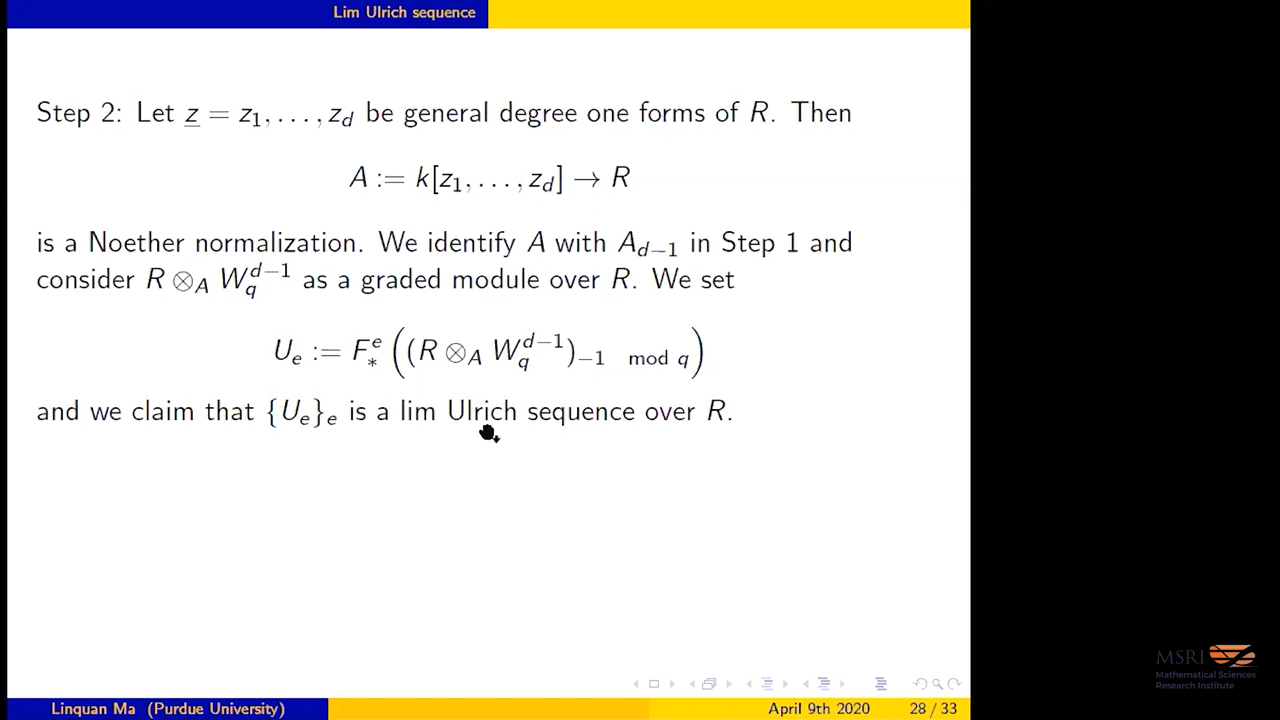 Lim Ulrich sequence
Step 2: Let z = z₁, . . . , z_d be general degree one forms of R. Then
A := k[z₁, . . . , z_d] → R
is a Noether normalization. We identify A with A_{d−1} in Step 1 and
consider R ⊗_A W_q^{d−1} as a graded module over R. We set
U_e := F_*^e ((R ⊗_A W_q^{d−1})_{−1 mod q})
and we claim that {U_e}_e is a lim Ulrich sequence over R.
MSRI
Mathematical Sciences
Research Institute
Linquan Ma (Purdue University) April 9th 2020 28 / 33